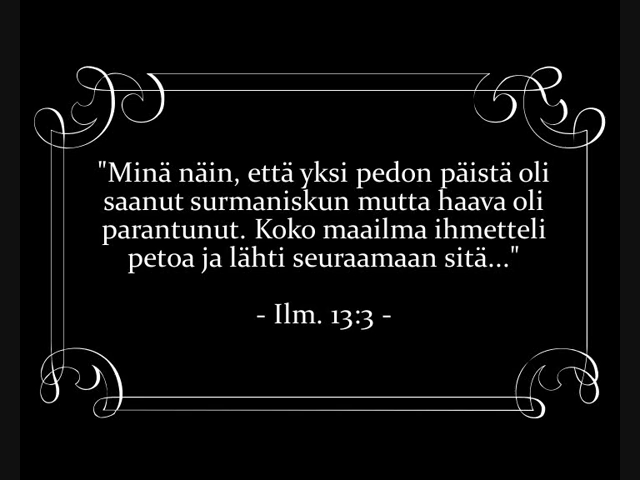 "Minä näin, että yksi pedon päistä oli
saanut surmaniskun mutta haava oli
parantunut. Koko maailma ihmetteli
petoa ja lähti seuraamaan sitä..."
- Ilm. 13:3 -